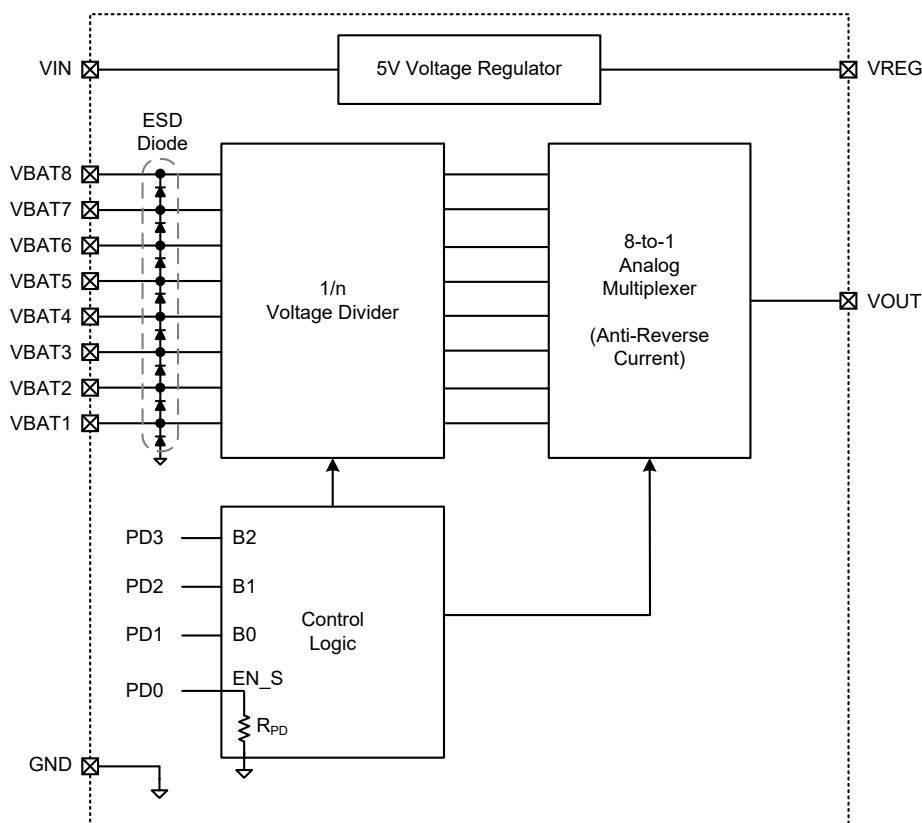 VIN
5V Voltage Regulator
VREG
ESD
Diode
VBAT8
VBAT7
VBAT6
VBAT5
VBAT4
VBAT3
VBAT2
VBAT1
1/n
Voltage Divider
8-to-1
Analog
Multiplexer
(Anti-Reverse
Current)
VOUT
PD3
B2
PD2
B1
PD1
B0
PD0
EN_S
RPD
Control
Logic
GND